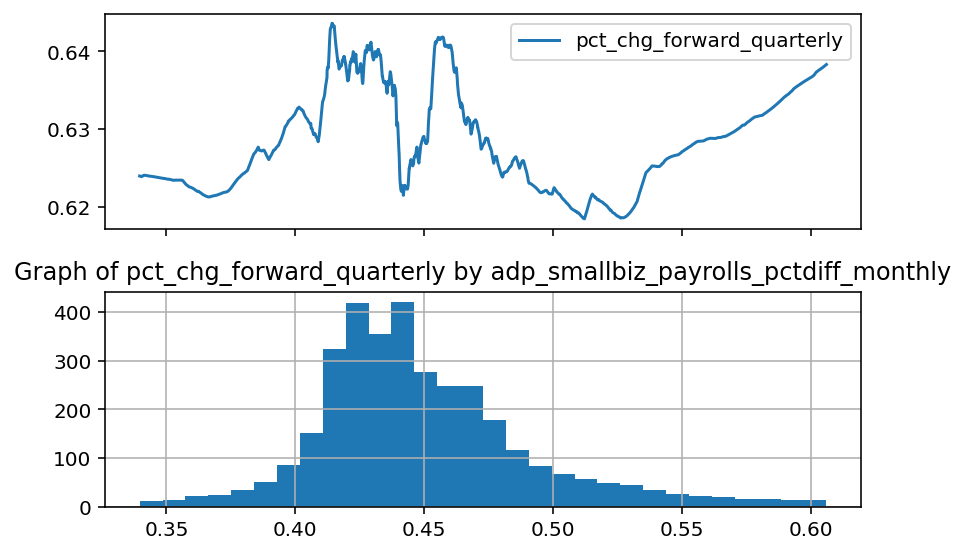 0.64
pct_chg_forward_quarterly
0.63
0.62
Graph of pct_chg_forward_quarterly by adp_smallbiz_payrolls_pctdiff_monthly
400
300
200
100
0
0.35 0.40 0.45 0.50 0.55 0.60